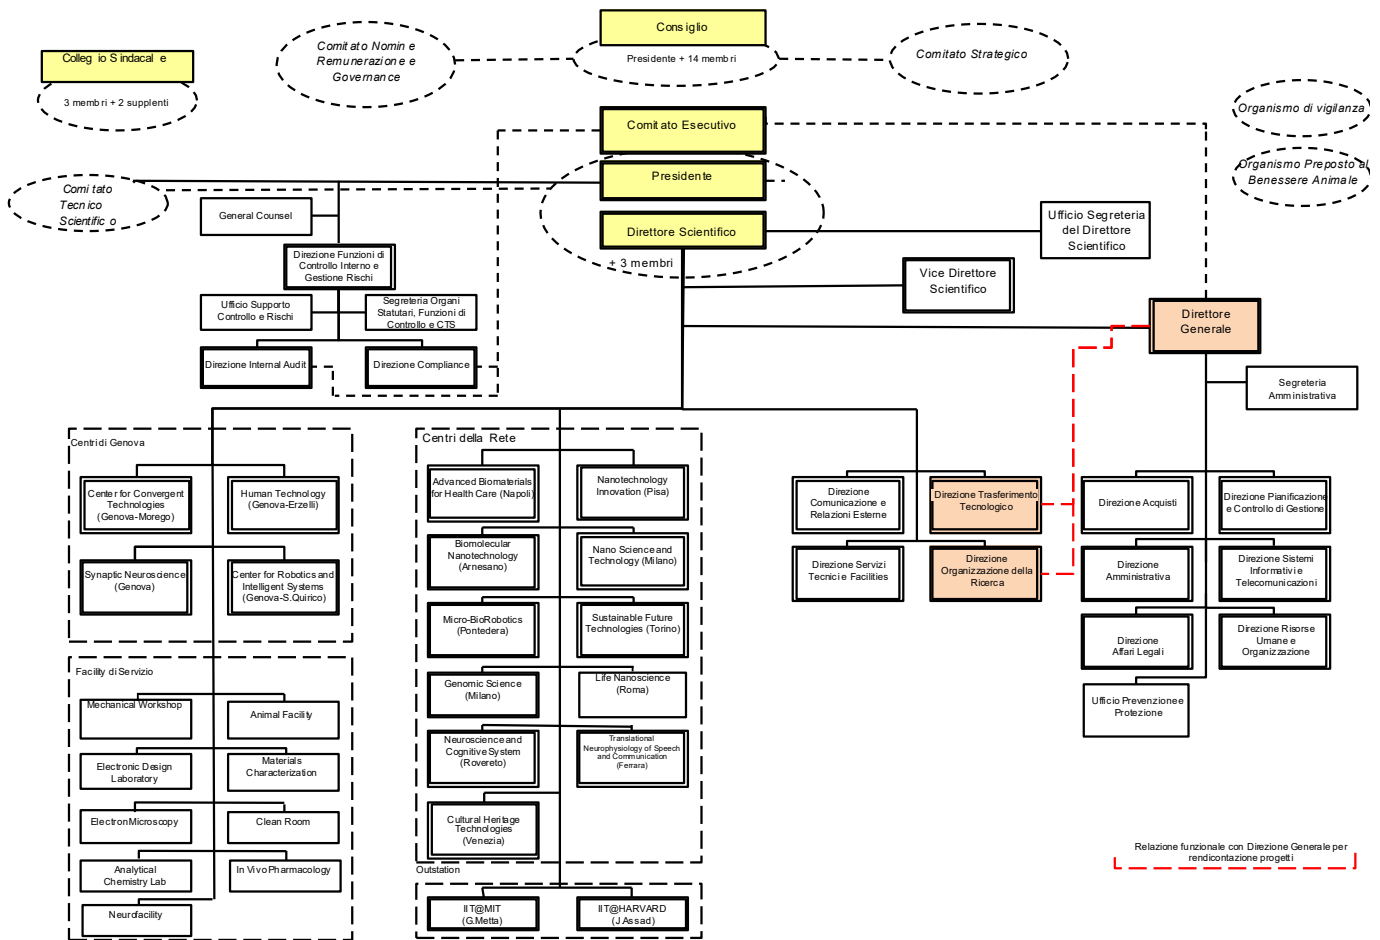 Consiglio
Presidente + 14 membri
Comitato Nomine
Remunerazione e
Governance
Comitato Strategico
Collegio Sindacale
3 membri + 2 supplenti
Organismo di vigilanza
Organismo Preposto al
Benessere Animale
Comitato Esecutivo
Presidente
Direttore Scientifico
+ 3 membri
Comitato
Tecnico
Scientifico
General Counsel
Direzione Funzioni di
Controllo Interno e
Gestione Rischi
Ufficio Supporto
Controllo e Rischi
Segreteria Organi
Statutari, Funzioni di
Controllo e CTS
Direzione Internal Audit
Direzione Compliance
Ufficio Segreteria
del Direttore
Scientifico
Vice Direttore
Scientifico
Direttore
Generale
Segreteria
Amministrativa
Centri di Genova
Center for Convergent
Technologies
(Genova-Morego)
Human Technology
(Genova-Erzelli)
Synaptic Neuroscience
(Genova)
Center for Robotics and
Intelligent Systems
(Genova-S.Quirico)
Facility di Servizio
Mechanical Workshop
Animal Facility
Electronic Design
Laboratory
Materials
Characterization
Electron Microscopy
Clean Room
Analytical
Chemistry Lab
In Vivo Pharmacology
Neurofacility
Centri della Rete
Advanced Biomaterials
for Health Care (Napoli)
Nanotechnology
Innovation (Pisa)
Biomolecular
Nanotechnology
(Arnesano)
Nano Science and
Technology (Milano)
Micro-BioRobotics
(Pontedera)
Sustainable Future
Technologies (Torino)
Genomic Science
(Milano)
Life Nanoscience
(Roma)
Neuroscience and
Cognitive System
(Rovereto)
Translational
Neurophysiology of Speech
and Communication
(Ferrara)
Cultural Heritage
Technologies
(Venezia)
Outstation
IIT@MIT
(G.Metta)
IIT@HARVARD
(J.Assad)
Direzione
Comunicazione e
Relazioni Esterne
Direzione Trasferimento
Tecnologico
Direzione Servizi
Tecnici e Facilities
Direzione
Organizzazione della
Ricerca
Direzione Acquisti
Direzione Pianificazione
e Controllo di Gestione
Direzione
Amministrativa
Direzione Sistemi
Informativi e
Telecomunicazioni
Direzione
Affari Legali
Direzione Risorse
Umane e
Organizzazione
Ufficio Prevenzione e
Protezione
Relazione funzionale con Direzione Generale per
rendicontazione progetti